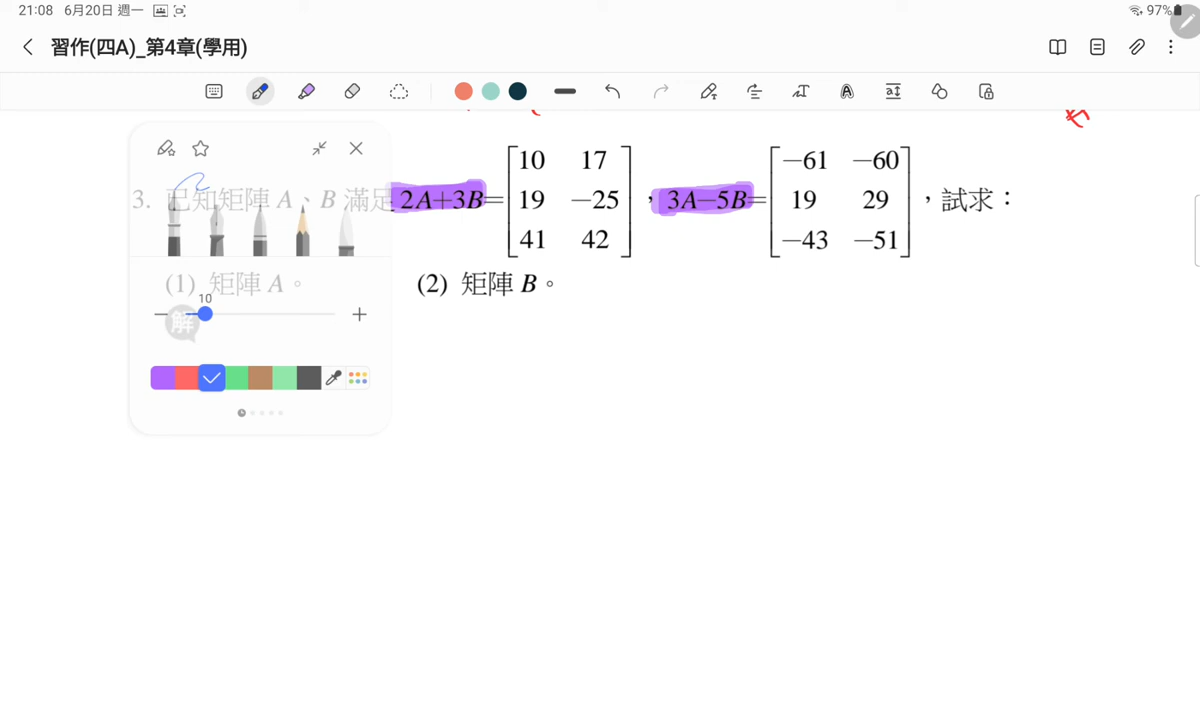 21:08 6月20日 週一 97%
習作(四A)_第4章(學用)
3. 已知矩陣 A、B 滿足 2A+3B= [10 17 19 −25 41 42],3A−5B= [−61 −60 19 29 −43 −51],試求:
(1) 矩陣 A。 (2) 矩陣 B。
10
解